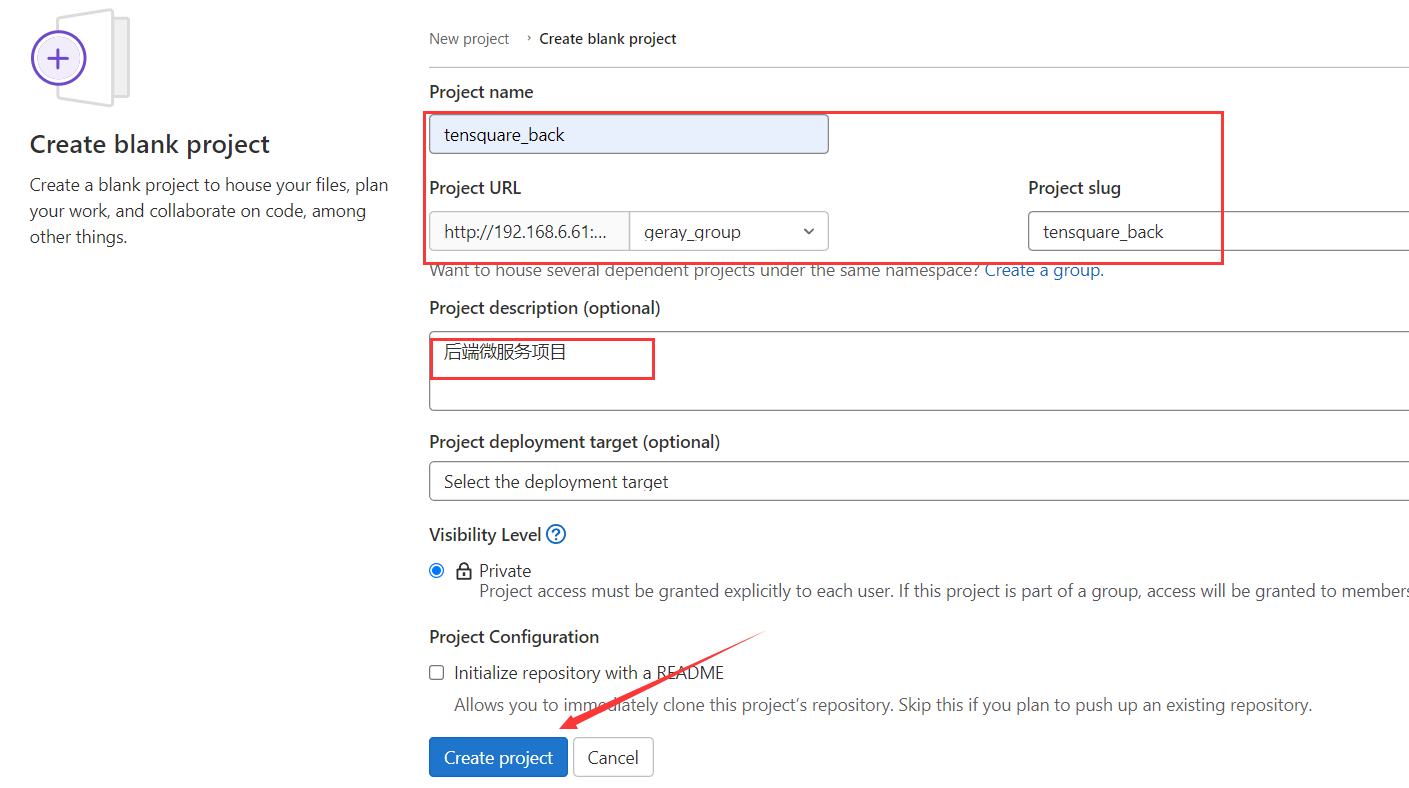 New project › Create blank project
Create blank project
Create a blank project to house your files, plan
your work, and collaborate on code, among
other things.
Project name
tensquare_back
Project URL
Project slug
http://192.168.6.61:...
geray_group
tensquare_back
Want to house several dependent projects under the same namespace? Create a group.
Project description (optional)
后端微服务项目
Project deployment target (optional)
Select the deployment target
Visibility Level
Private
Project access must be granted explicitly to each user. If this project is part of a group, access will be granted to members
Project Configuration
Initialize repository with a README
Allows you to immediately clone this project's repository. Skip this if you plan to push up an existing repository.
Create project
Cancel